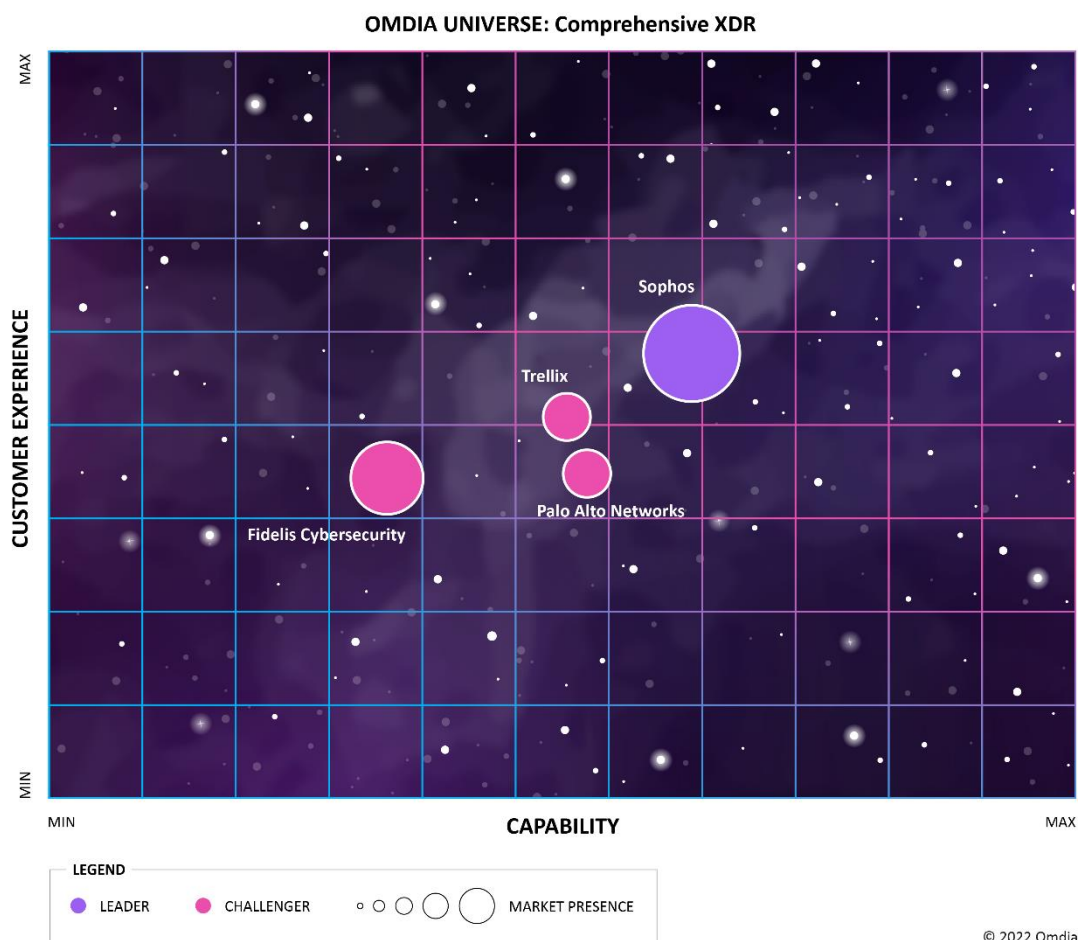 OMDIA UNIVERSE: Comprehensive XDR
MAX
CUSTOMER EXPERIENCE
Sophos
Trellix
Palo Alto Networks
Fidelis Cybersecurity
MIN
MIN
CAPABILITY
MAX
LEGEND
LEADER
CHALLENGER
MARKET PRESENCE
© 2022 Omdia